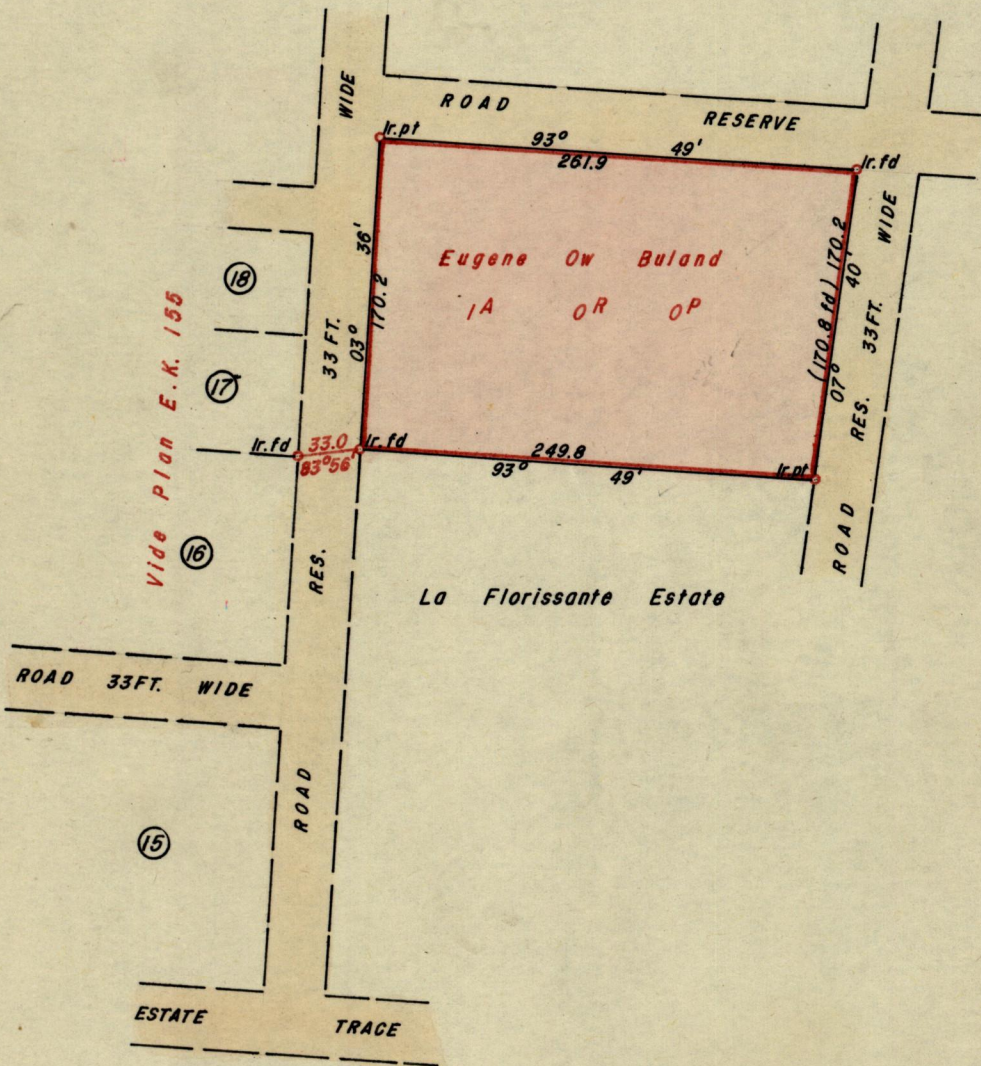 WIDE
ROAD RESERVE
Ir.pt
93° 49'
261.9
Ir.fd
36'
03°
170.2
33 FT.
Eugene Ow Buland
1A 0R 0P
170.2
(170.8 fd)
07° 40'
33FT. WIDE
ROAD RES.
18
17
Vide Plan E.K. 155
Ir.fd
33.0
83°56'
Ir.fd
249.8
93° 49'
Ir.pt
16
RES.
La Florissante Estate
ROAD 33FT. WIDE
ROAD
15
ESTATE TRACE